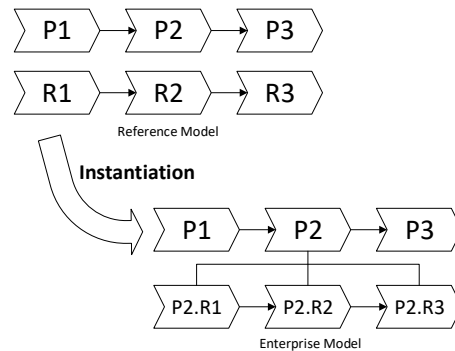 P1 P2 P3
R1 R2 R3
Reference Model
Instantiation
P1 P2 P3
P2.R1 P2.R2 P2.R3
Enterprise Model